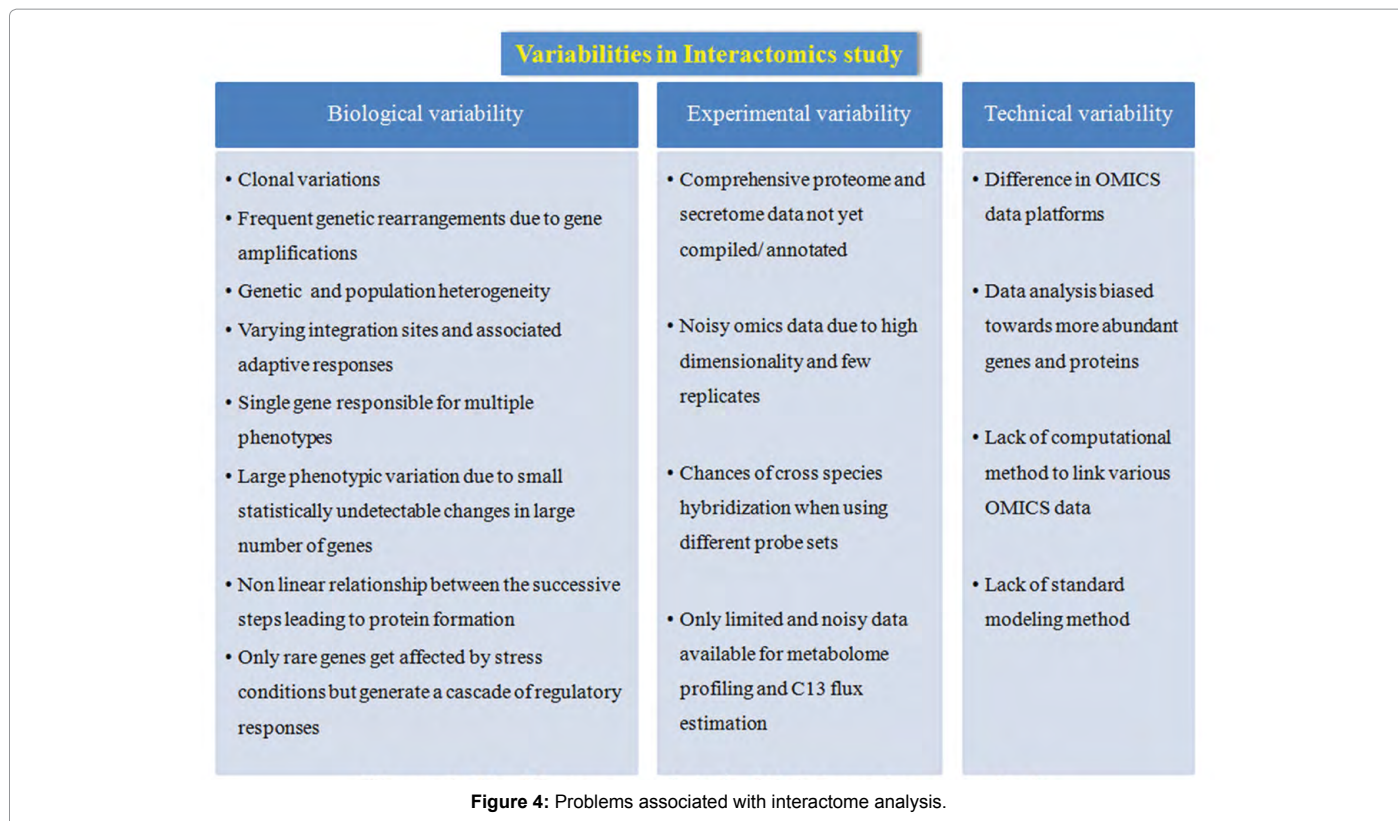 Variabilities in Interactomics study
Biological variability
• Clonal variations
• Frequent genetic rearrangements due to gene
amplifications
• Genetic and population heterogeneity
• Varying integration sites and associated
adaptive responses
• Single gene responsible for multiple
phenotypes
• Large phenotypic variation due to small
statistically undetectable changes in large
number of genes
• Non linear relationship between the successive
steps leading to protein formation
• Only rare genes get affected by stress
conditions but generate a cascade of regulatory
responses
Experimental variability
• Comprehensive proteome and
secretome data not yet
compiled/ annotated
• Noisy omics data due to high
dimensionality and few
replicates
• Chances of cross species
hybridization when using
different probe sets
• Only limited and noisy data
available for metabolome
profiling and C13 flux
estimation
Technical variability
• Difference in OMICS
data platforms
• Data analysis biased
towards more abundant
genes and proteins
• Lack of computational
method to link various
OMICS data
• Lack of standard
modeling method
Figure 4: Problems associated with interactome analysis.